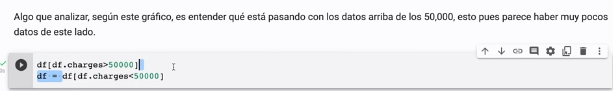 Algo que analizar, según este gráfico, es entender qué está pasando con los datos arriba de los 50,000, esto pues parece haber muy pocos
datos de este lado.
df[df.charges>50000]
df = df[df.charges<50000]